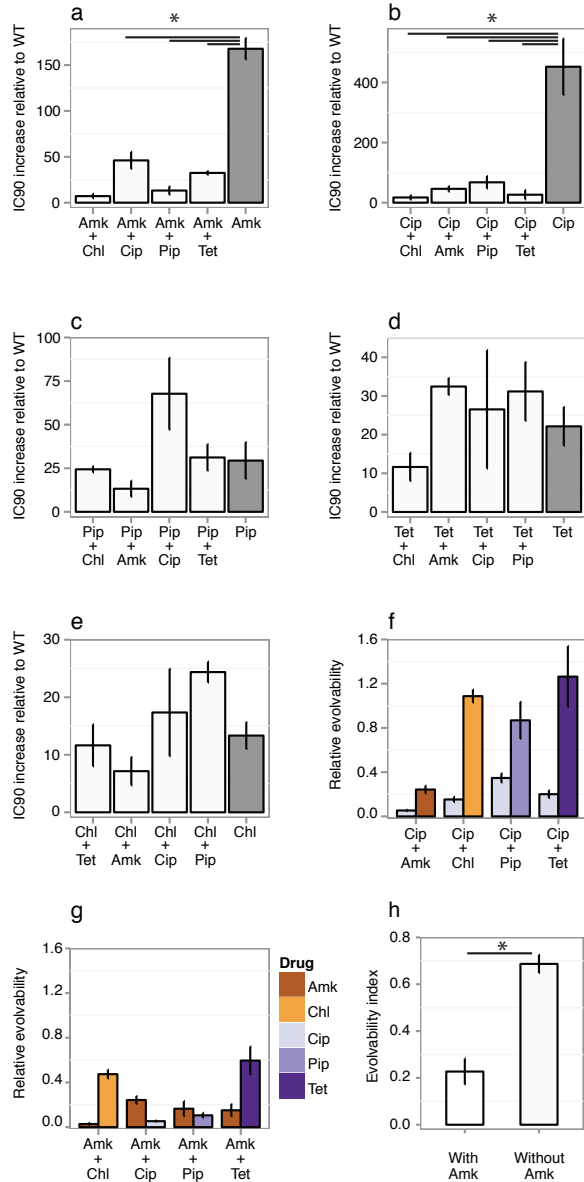 a
*
IC90 increase relative to WT
150
100
50
0
Amk + Chl
Amk + Cip
Amk + Pip
Amk + Tet
Amk
b
*
IC90 increase relative to WT
400
200
0
Cip + Chl
Cip + Amk
Cip + Pip
Cip + Tet
Cip
c
IC90 increase relative to WT
100
75
50
25
0
Pip + Chl
Pip + Amk
Pip + Cip
Pip + Tet
Pip
d
IC90 increase relative to WT
40
30
20
10
0
Tet + Chl
Tet + Amk
Tet + Cip
Tet + Pip
Tet
e
IC90 increase relative to WT
30
20
10
0
Chl + Tet
Chl + Amk
Chl + Cip
Chl + Pip
Chl
f
Relative evolvability
1.6
1.2
0.8
0.4
0.0
Cip + Amk
Cip + Chl
Cip + Pip
Cip + Tet
g
Relative evolvability
1.6
1.2
0.8
0.4
0.0
Amk + Chl
Amk + Cip
Amk + Pip
Amk + Tet
Drug
Amk
Chl
Cip
Pip
Tet
h
*
Evolvability index
0.8
0.6
0.4
0.2
0.0
With Amk
Without Amk